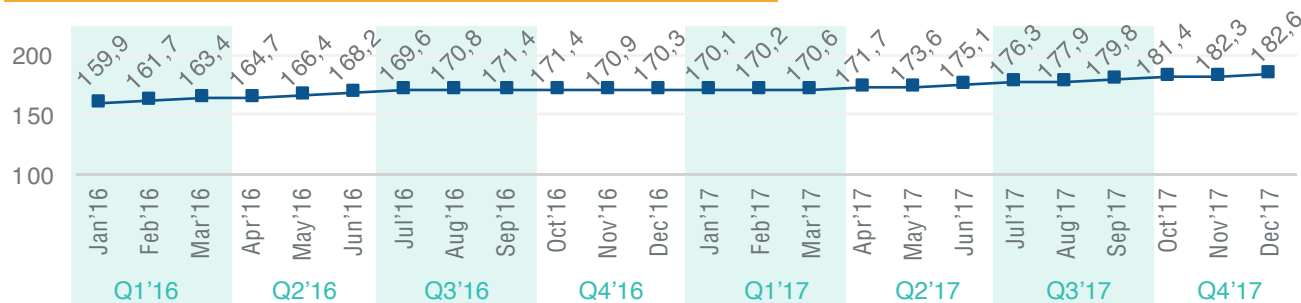 200
150
100
159,9 161,7 163,4 164,7 166,4 168,2 169,6 170,8 171,4 171,4 170,9 170,3 170,1 170,2 170,6 171,7 173,6 175,1 176,3 177,9 179,8 181,4 182,3 182,6
Jan'16 Feb'16 Mar'16 Apr'16 May'16 Jun'16 Jul'16 Aug'16 Sep'16 Oct'16 Nov'16 Dec'16 Jan'17 Feb'17 Mar'17 Apr'17 May'17 Jun'17 Jul'17 Aug'17 Sep'17 Oct'17 Nov'17 Dec'17
Q1'16 Q2'16 Q3'16 Q4'16 Q1'17 Q2'17 Q3'17 Q4'17